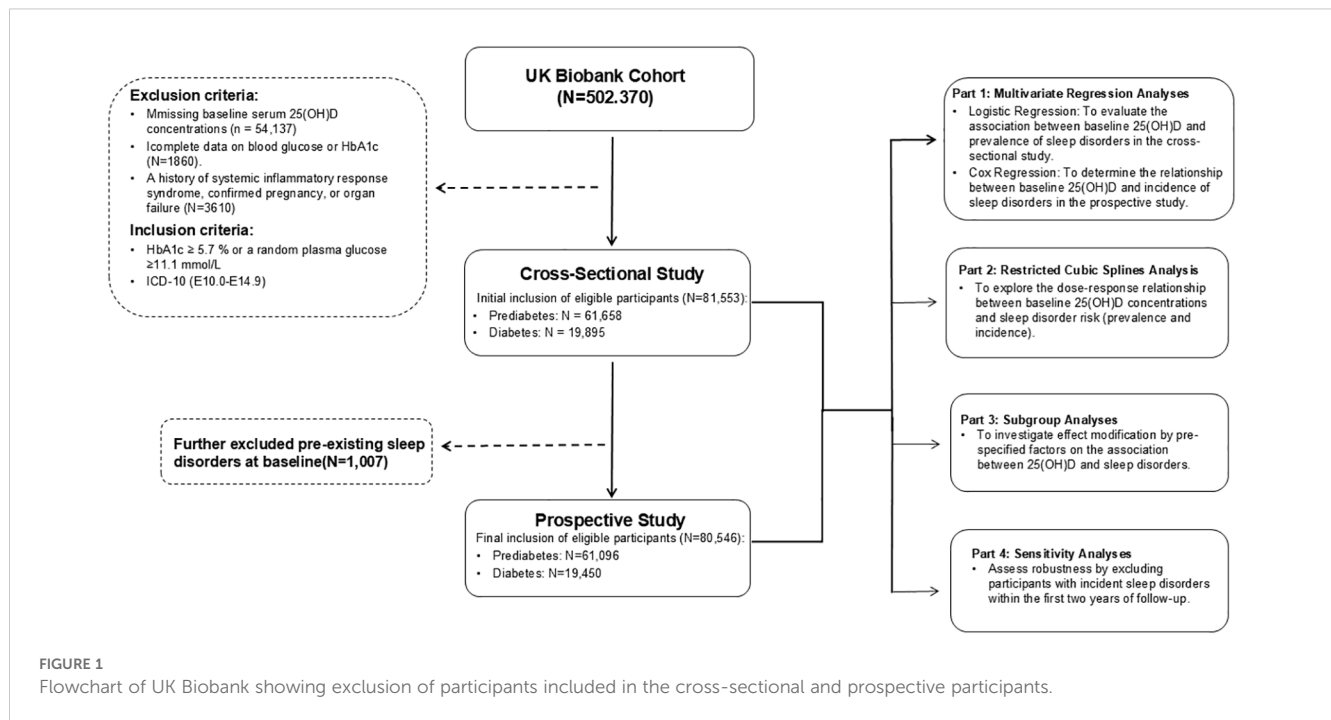 UK Biobank Cohort
(N=502.370)
Exclusion criteria:
• Mmissing baseline serum 25(OH)D
concentrations (n = 54,137)
• Icomplete data on blood glucose or HbA1c
(N=1860).
• A history of systemic inflammatory response
syndrome, confirmed pregnancy, or organ
failure (N=3610)
Inclusion criteria:
• HbA1c ≥ 5.7 % or a random plasma glucose
≥11.1 mmol/L
• ICD-10 (E10.0-E14.9)
Cross-Sectional Study
Initial inclusion of eligible participants (N=81,553):
• Prediabetes: N = 61,658
• Diabetes: N = 19,895
Further excluded pre-existing sleep
disorders at baseline(N=1,007)
Prospective Study
Final inclusion of eligible participants (N=80,546):
• Prediabetes: N=61,096
• Diabetes: N=19,450
Part 1: Multivariate Regression Analyses
• Logistic Regression: To evaluate the
association between baseline 25(OH)D and
prevalence of sleep disorders in the cross-
sectional study.
• Cox Regression: To determine the relationship
between baseline 25(OH)D and incidence of
sleep disorders in the prospective study.
Part 2: Restricted Cubic Splines Analysis
• To explore the dose-response relationship
between baseline 25(OH)D concentrations
and sleep disorder risk (prevalence and
incidence).
Part 3: Subgroup Analyses
• To investigate effect modification by pre-
specified factors on the association
between 25(OH)D and sleep disorders.
Part 4: Sensitivity Analyses
• Assess robustness by excluding
participants with incident sleep disorders
within the first two years of follow-up.
FIGURE 1
Flowchart of UK Biobank showing exclusion of participants included in the cross-sectional and prospective participants.